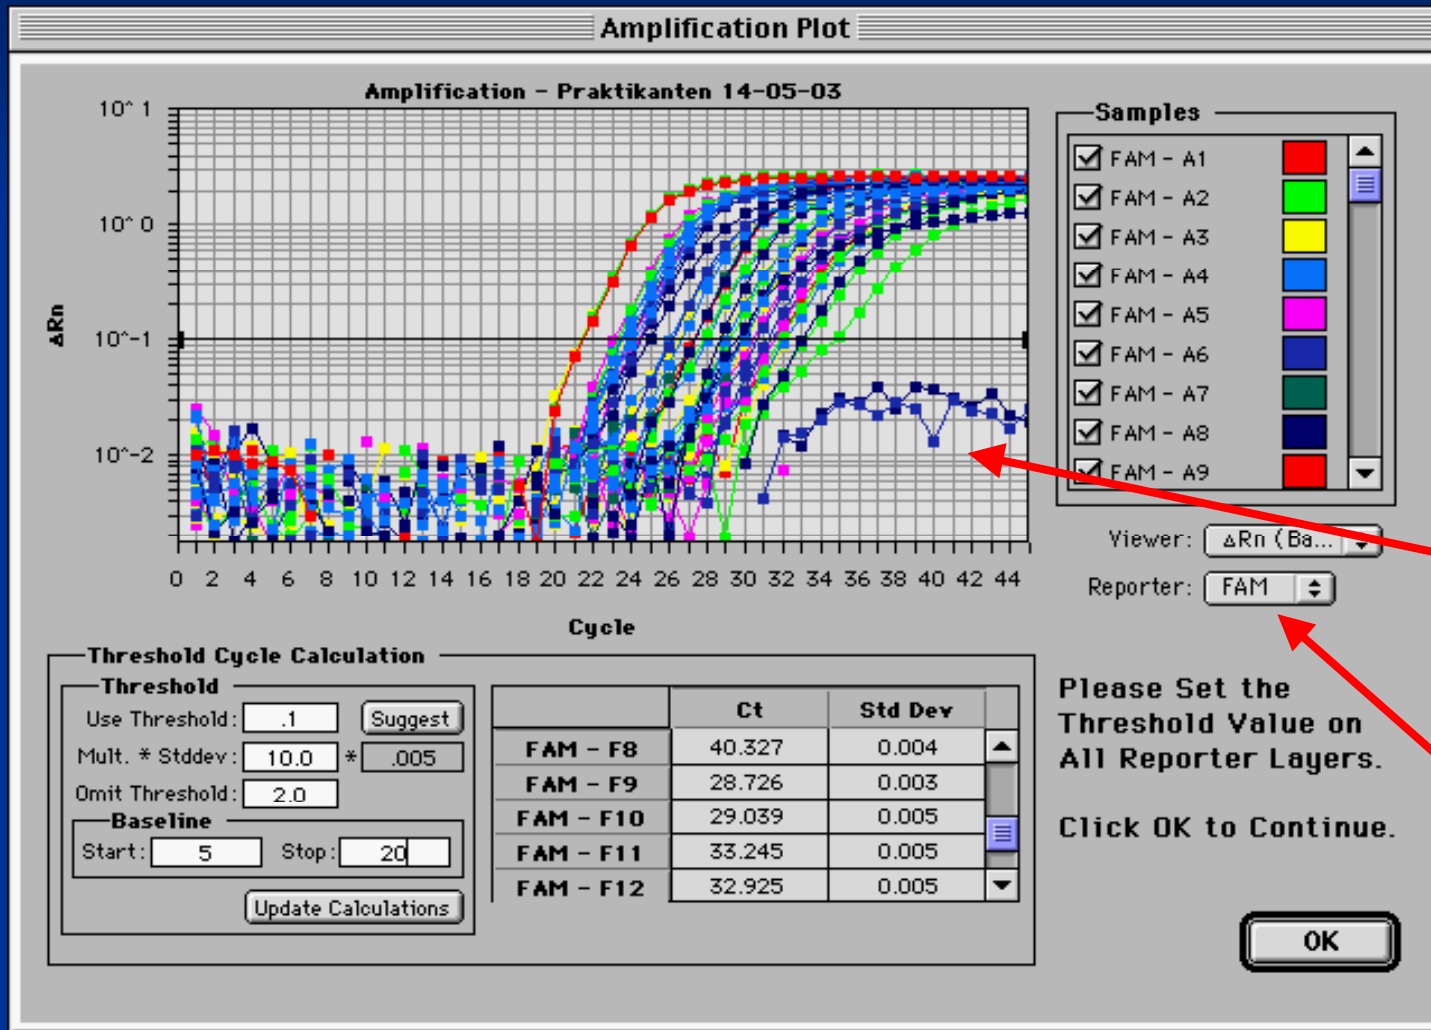 Amplification Plot
Amplification - Praktikanten 14-05-03
10^ 1
10^ 0
10^-1
10^-2
ΔRn
0 2 4 6 8 10 12 14 16 18 20 22 24 26 28 30 32 34 36 38 40 42 44
Cycle
Samples
FAM - A1
FAM - A2
FAM - A3
FAM - A4
FAM - A5
FAM - A6
FAM - A7
FAM - A8
FAM - A9
Viewer: ΔRn (Ba...
Reporter: FAM
Threshold Cycle Calculation
Threshold
Use Threshold: .1 Suggest
Mult. * Stddev: 10.0 * .005
Omit Threshold: 2.0
Baseline
Start: 5 Stop: 20
Update Calculations
Ct Std Dev
FAM - F8 40.327 0.004
FAM - F9 28.726 0.003
FAM - F10 29.039 0.005
FAM - F11 33.245 0.005
FAM - F12 32.925 0.005
Please Set the
Threshold Value on
All Reporter Layers.
Click OK to Continue.
OK